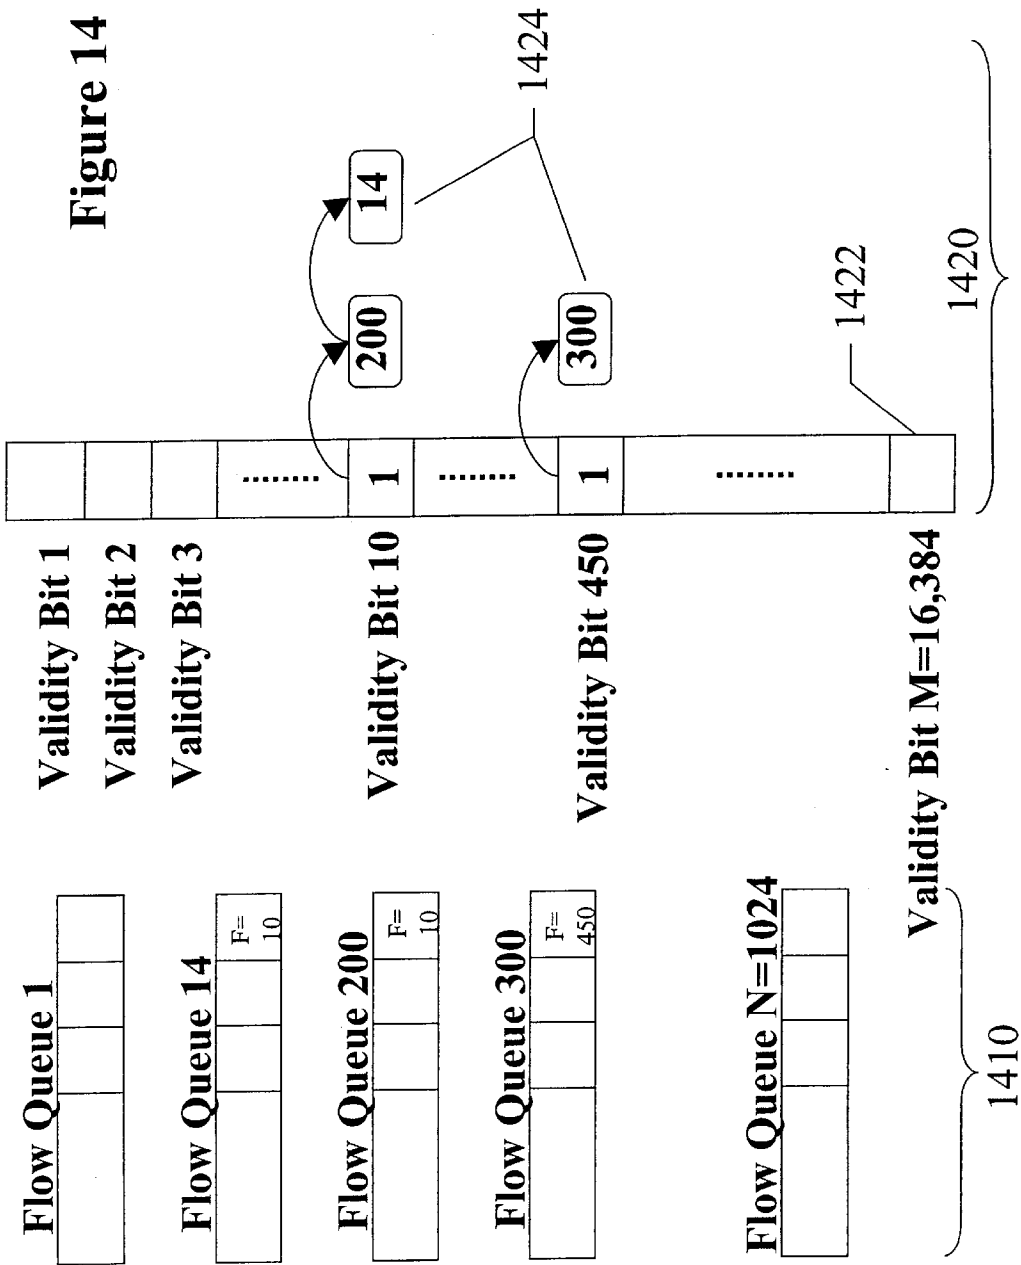 Figure 14
Flow Queue 1
Flow Queue 14
F=
10
Flow Queue 200
F=
10
Flow Queue 300
F=
450
Flow Queue N=1024
1410
Validity Bit 1
Validity Bit 2
Validity Bit 3
........
Validity Bit 10
1
200
14
........
Validity Bit 450
1
300
........
Validity Bit M=16,384
1424
1422
1420